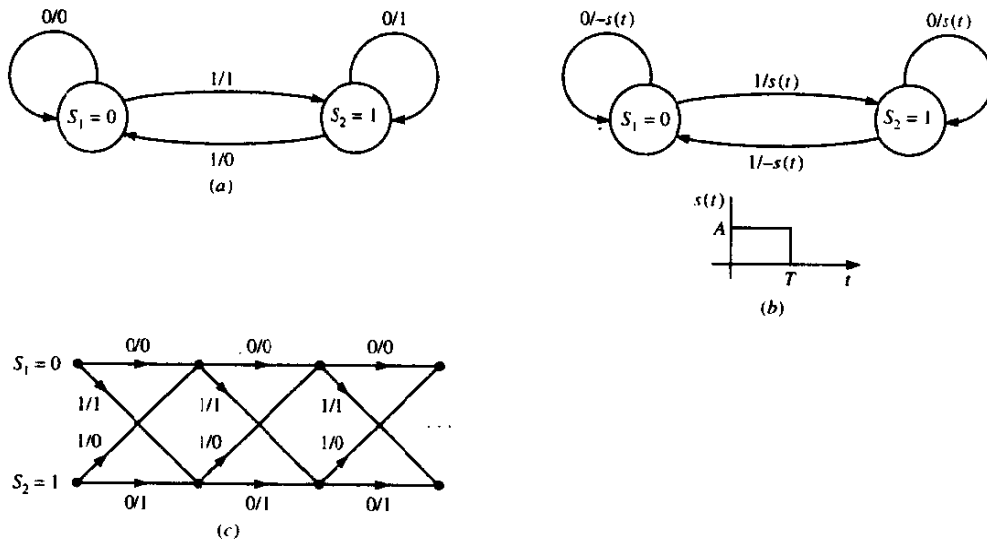 0/0
0/1
1/1
S₁ = 0
S₂ = 1
1/0
(a)
0/-s(t)
0/s(t)
1/s(t)
S₁ = 0
S₂ = 1
1/-s(t)
s(t)
A
T
t
(b)
S₁ = 0
0/0
0/0
0/0
1/1
1/1
1/1
1/0
1/0
1/0
...
S₂ = 1
0/1
0/1
0/1
(c)